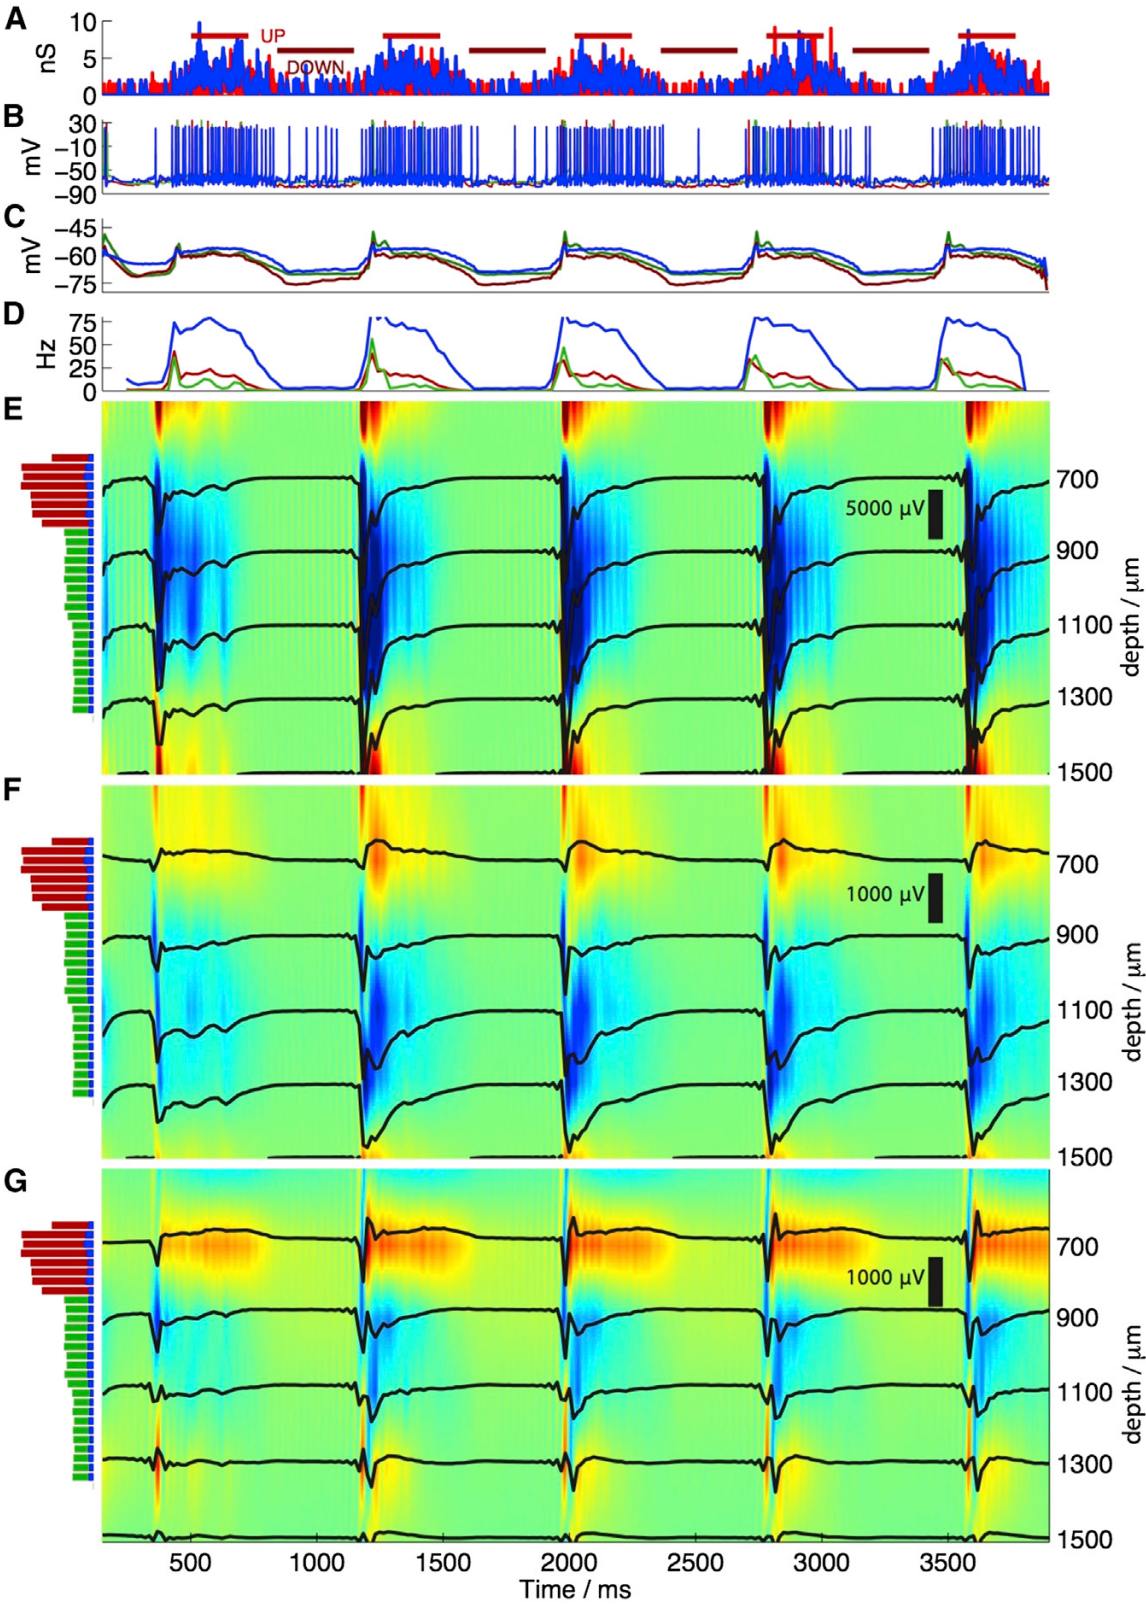 A
nS
10
5
0
UP
DOWN
B
mV
30
−10
−50
−90
C
mV
−45
−60
−75
D
Hz
75
50
25
0
E
5000 µV
700
900
1100
1300
1500
depth / µm
F
1000 µV
700
900
1100
1300
1500
depth / µm
G
1000 µV
700
900
1100
1300
1500
depth / µm
500 1000 1500 2000 2500 3000 3500
Time / ms